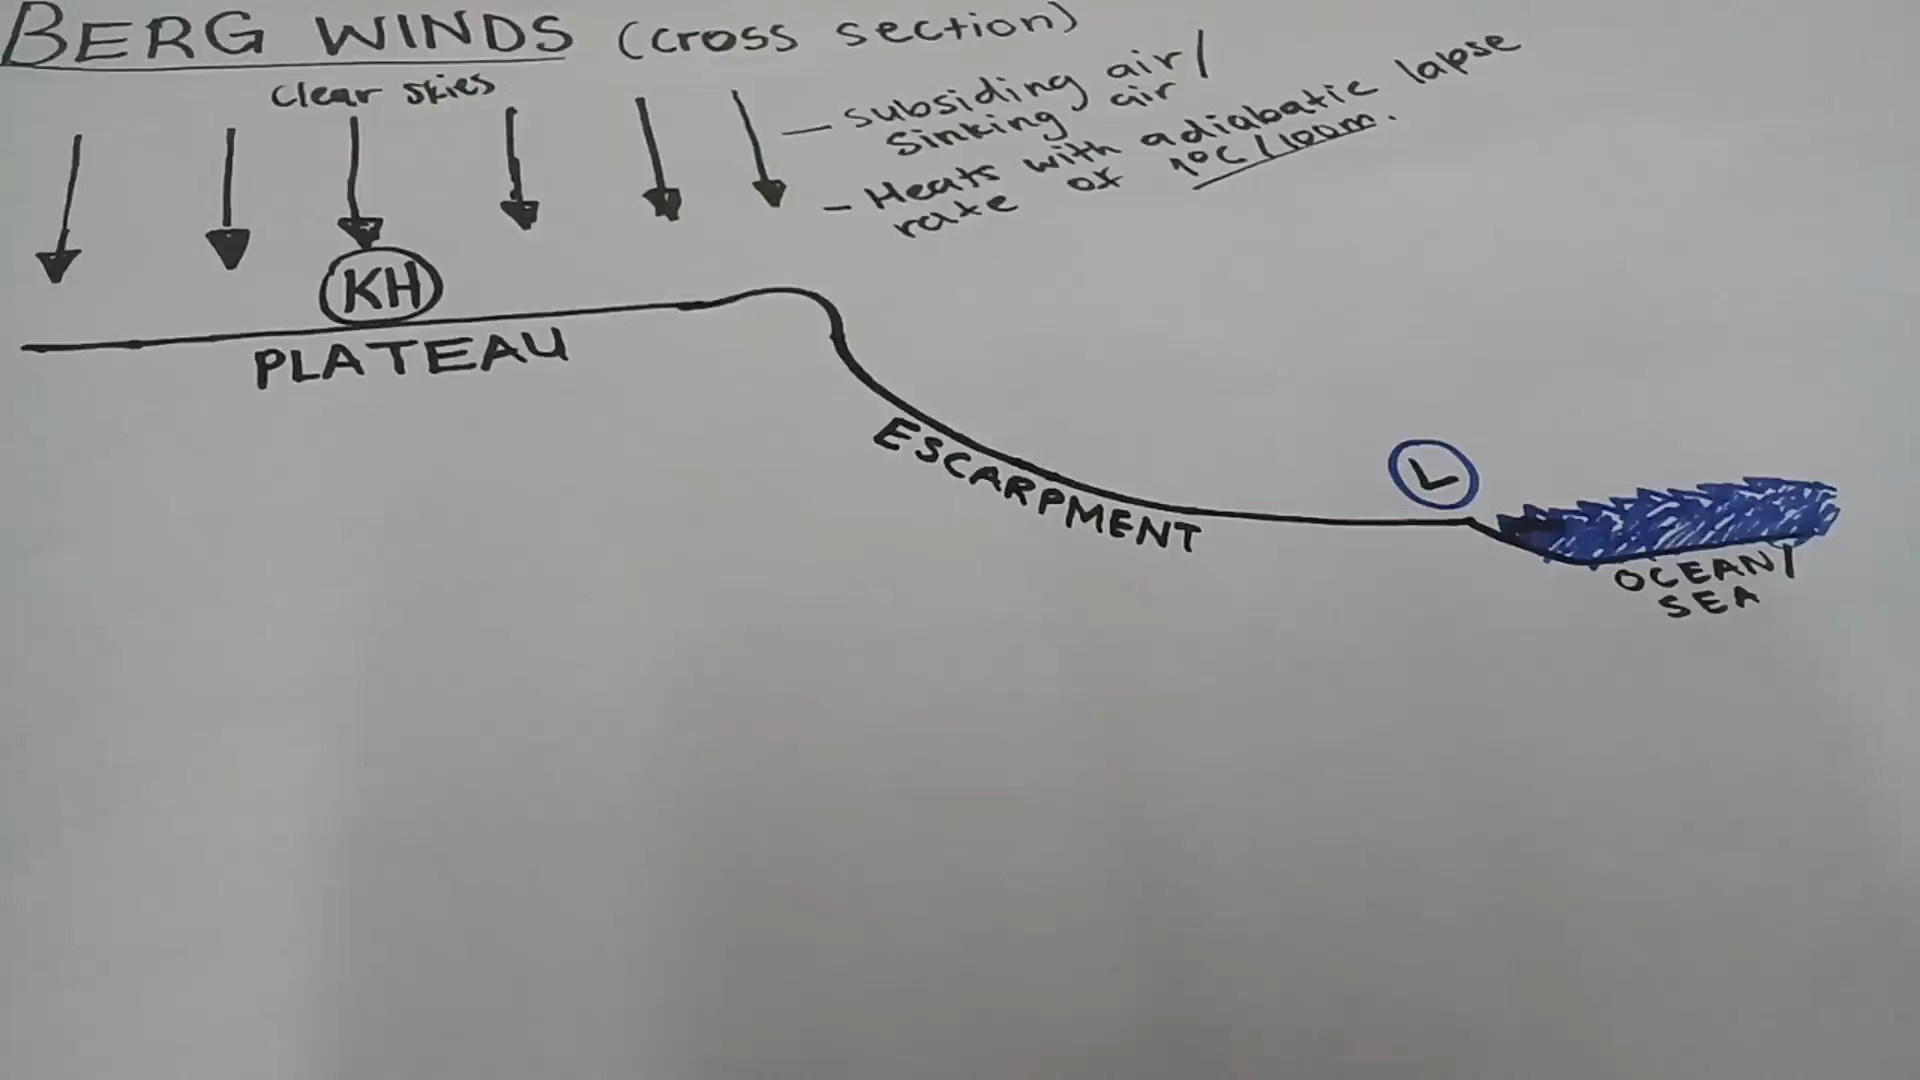 BERG WINDS (cross section)
Clear skies
— subsiding air/
sinking air
- Heats with adiabatic lapse
rate of 1°C/100m.
KH
PLATEAU
ESCARPMENT
L
OCEAN/
SEA